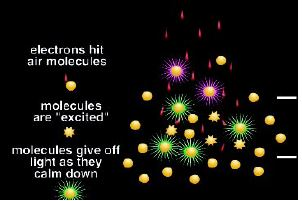 electrons hit
air molecules
molecules
are "excited"
molecules give off
light as they
calm down